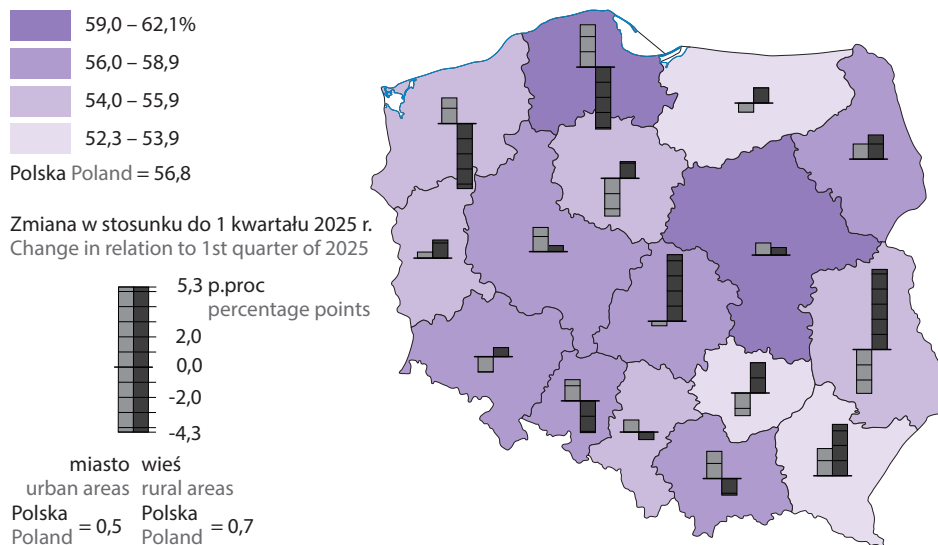 59,0 – 62,1%
56,0 – 58,9
54,0 – 55,9
52,3 – 53,9
Polska Poland = 56,8
Zmiana w stosunku do 1 kwartału 2025 r.
Change in relation to 1st quarter of 2025
5,3 p.proc
percentage points
2,0
0,0
-2,0
-4,3
miasto wieś
urban areas rural areas
Polska Polska
Poland = 0,5 Poland = 0,7